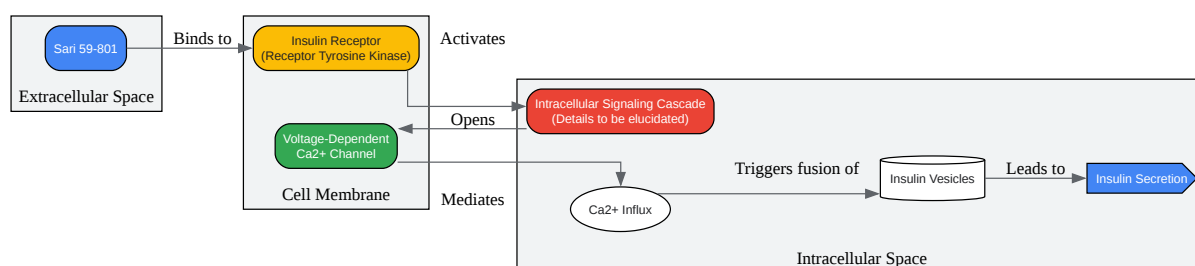 Sari 59-801
Extracellular Space
Binds to
Insulin Receptor
(Receptor Tyrosine Kinase)
Activates
Voltage-Dependent
Ca2+ Channel
Cell Membrane
Opens
Mediates
Intracellular Signaling Cascade
(Details to be elucidated)
Ca2+ Influx
Triggers fusion of
Insulin Vesicles
Leads to
Insulin Secretion
Intracellular Space